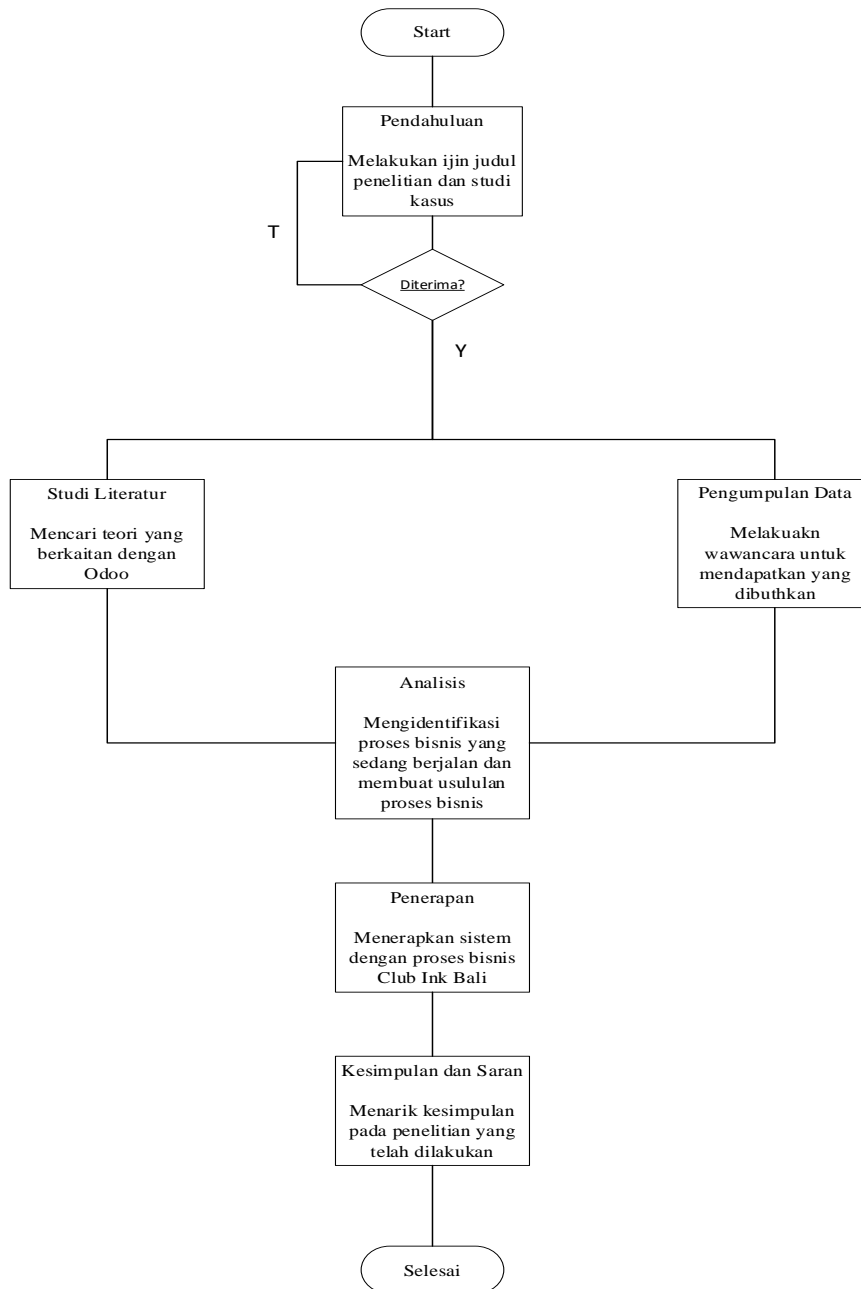 Start
Pendahuluan
Melakukan ijin judul
penelitian dan studi
kasus
T
Diterima?
Y
Studi Literatur
Mencari teori yang
berkaitan dengan
Odoo
Pengumpulan Data
Melakuakn
wawancara untuk
mendapatkan yang
dibuthkan
Analisis
Mengidentifikasi
proses bisnis yang
sedang berjalan dan
membuat usululan
proses bisnis
Penerapan
Menerapkan sistem
dengan proses bisnis
Club Ink Bali
Kesimpulan dan Saran
Menarik kesimpulan
pada penelitian yang
telah dilakukan
Selesai